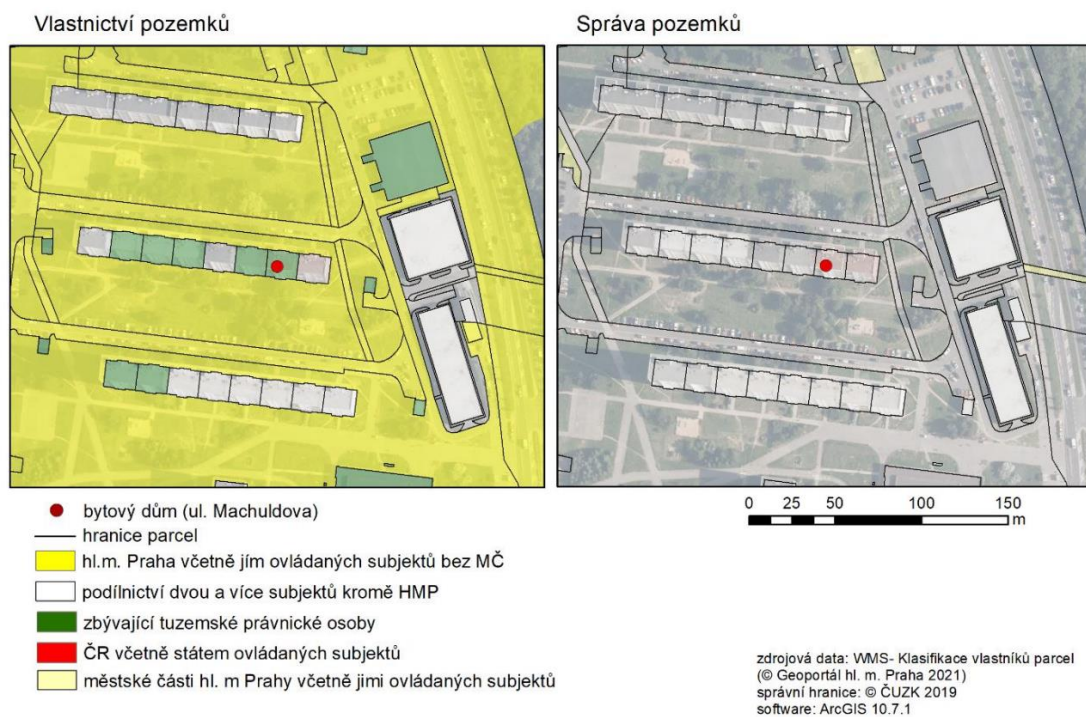 Vlastnictví pozemků
Správa pozemků
bytový dům (ul. Machuldova)
hranice parcel
hl.m. Praha včetně jím ovládaných subjektů bez MČ
podílnictví dvou a více subjektů kromě HMP
zbývající tuzemské právnické osoby
ČR včetně státem ovládaných subjektů
městské části hl. m Prahy včetně jimi ovládaných subjektů
0 25 50 100 150
m
zdrojová data: WMS- Klasifikace vlastníků parcel
(© Geoportál hl. m. Praha 2021)
správní hranice: © ČUZK 2019
software: ArcGIS 10.7.1